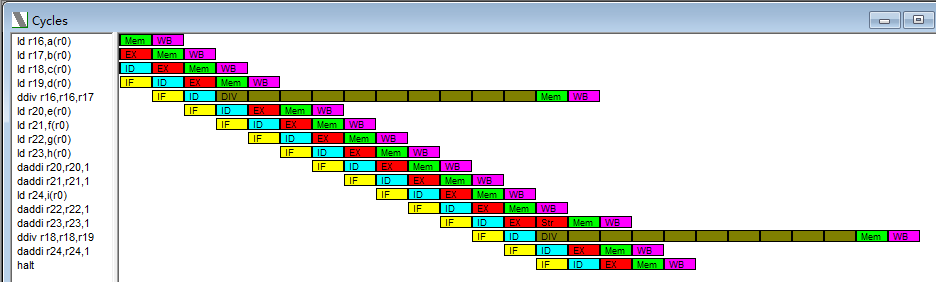 Cycles
ld r16,a(r0) Mem WB
ld r17,b(r0) EX Mem WB
ld r18,c(r0) ID EX Mem WB
ld r19,d(r0) IF ID EX Mem WB
ddiv r16,r16,r17 IF ID DIV Mem WB
ld r20,e(r0) IF ID EX Mem WB
ld r21,f(r0) IF ID EX Mem WB
ld r22,g(r0) IF ID EX Mem WB
ld r23,h(r0) IF ID EX Mem WB
daddi r20,r20,1 IF ID EX Mem WB
daddi r21,r21,1 IF ID EX Mem WB
ld r24,i(r0) IF ID EX Mem WB
daddi r22,r22,1 IF ID EX Mem WB
daddi r23,r23,1 IF ID EX Str Mem WB
ddiv r18,r18,r19 IF ID DIV Mem WB
daddi r24,r24,1 IF ID EX Mem WB
halt IF ID EX Mem WB